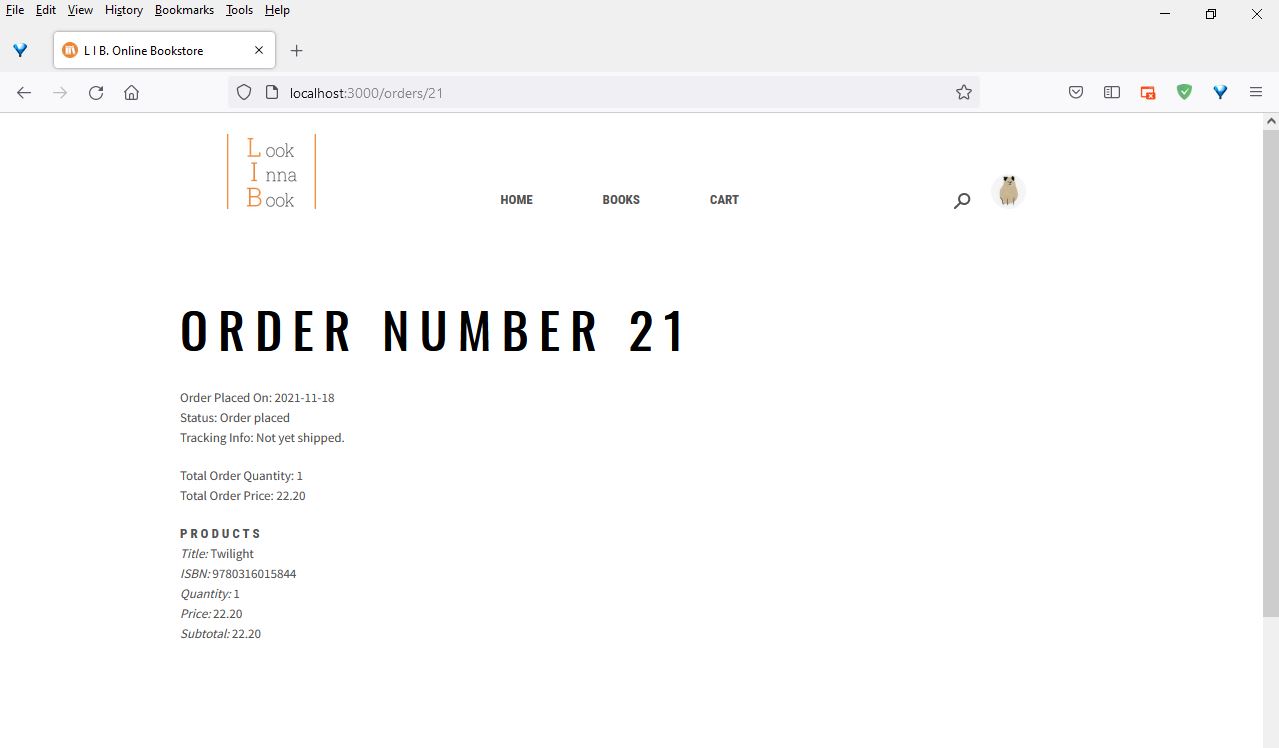 File Edit View History Bookmarks Tools Help
L I B. Online Bookstore
localhost:3000/orders/21
Look
Inna
Book
HOME BOOKS CART
ORDER NUMBER 21
Order Placed On: 2021-11-18
Status: Order placed
Tracking Info: Not yet shipped.
Total Order Quantity: 1
Total Order Price: 22.20
PRODUCTS
Title: Twilight
ISBN: 9780316015844
Quantity: 1
Price: 22.20
Subtotal: 22.20